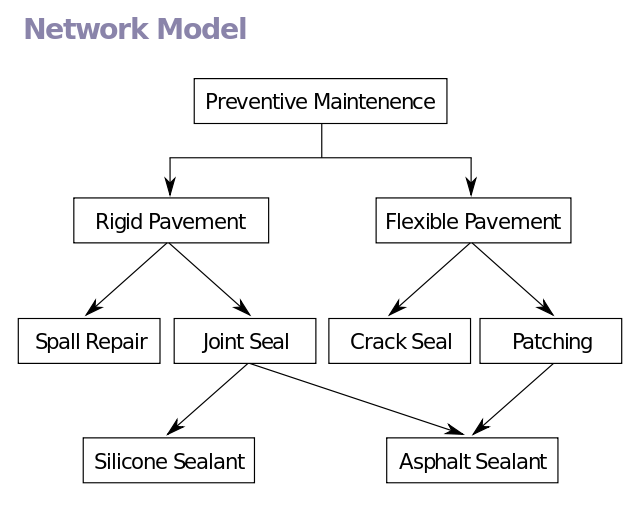 Network Model
Preventive Maintenence
Rigid Pavement
Flexible Pavement
Spall Repair
Joint Seal
Crack Seal
Patching
Silicone Sealant
Asphalt Sealant